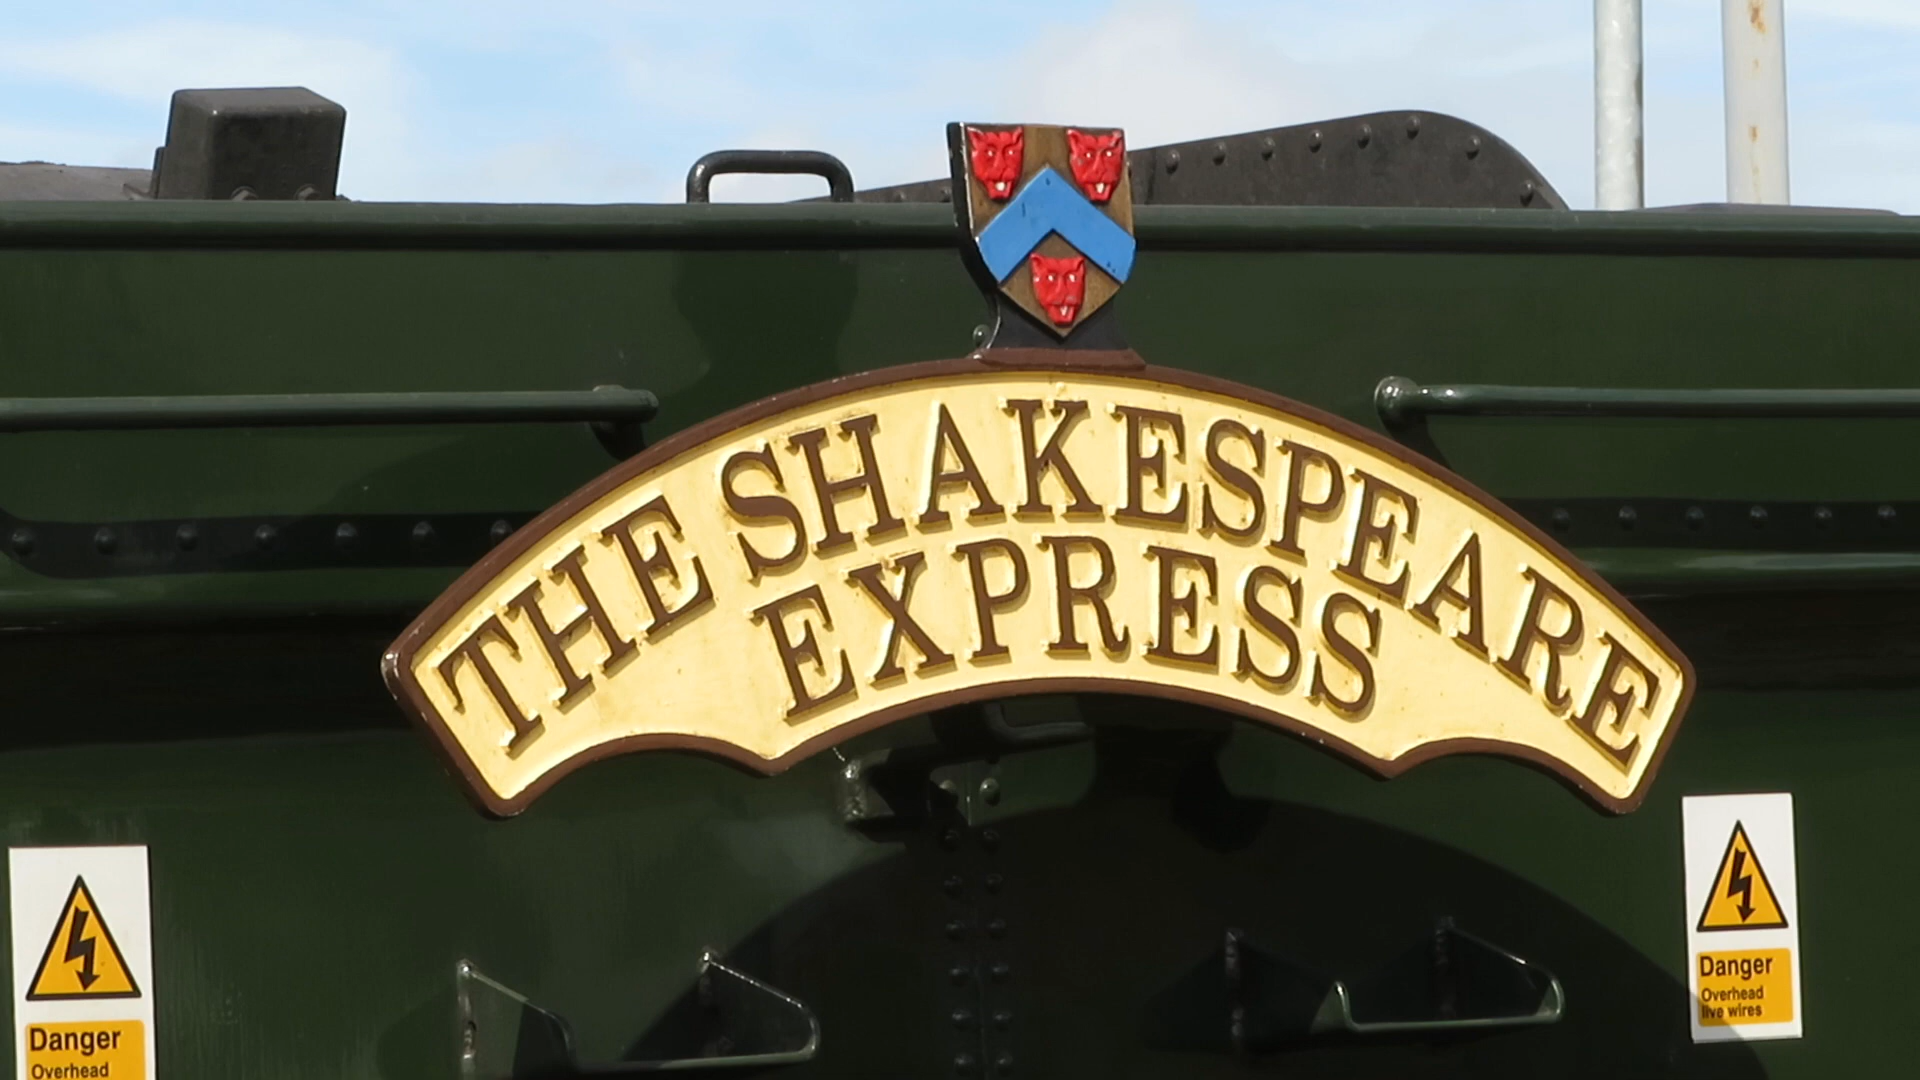 THE SHAKESPEARE
EXPRESS
Danger
Overhead
live wires
Danger
Overhead